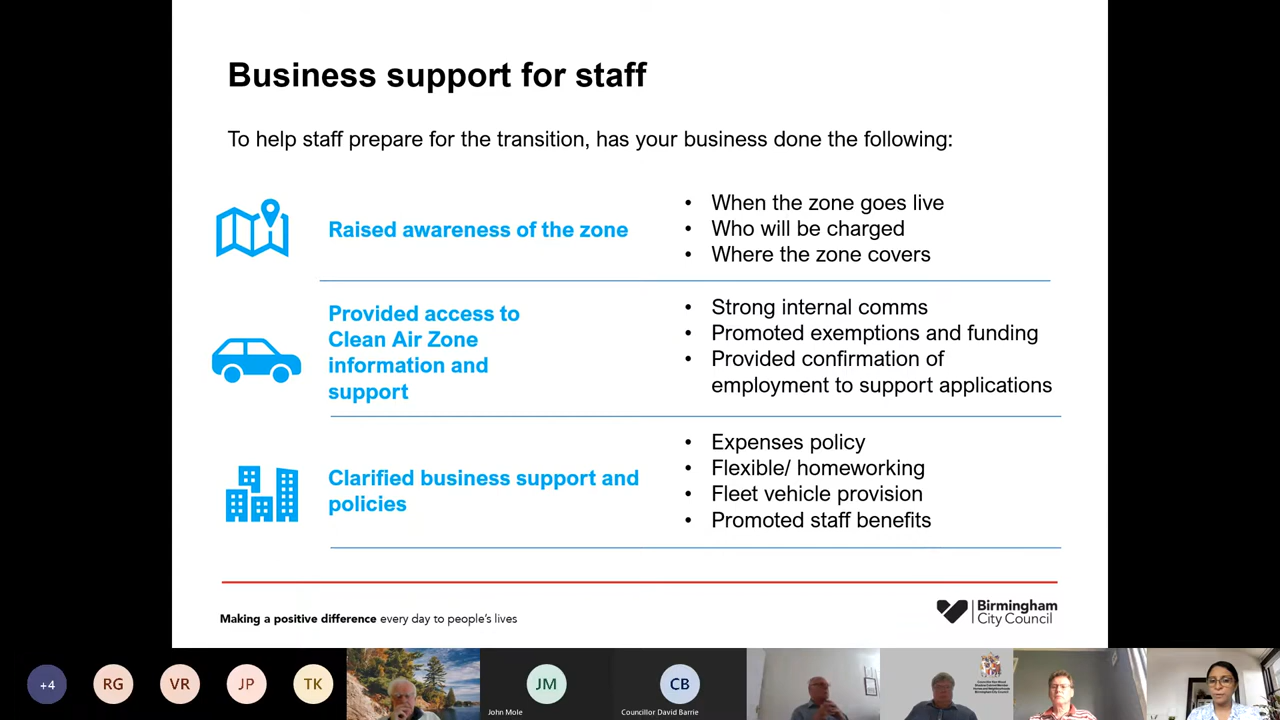 Business support for staff
To help staff prepare for the transition, has your business done the following:
Raised awareness of the zone
• When the zone goes live
• Who will be charged
• Where the zone covers
Provided access to
Clean Air Zone
information and
support
• Strong internal comms
• Promoted exemptions and funding
• Provided confirmation of
employment to support applications
Clarified business support and
policies
• Expenses policy
• Flexible/ homeworking
• Fleet vehicle provision
• Promoted staff benefits
Making a positive difference every day to people's lives
Birmingham
City Council
+4
RG
VR
JP
TK
JM
John Mole
CB
Councillor David Barrie